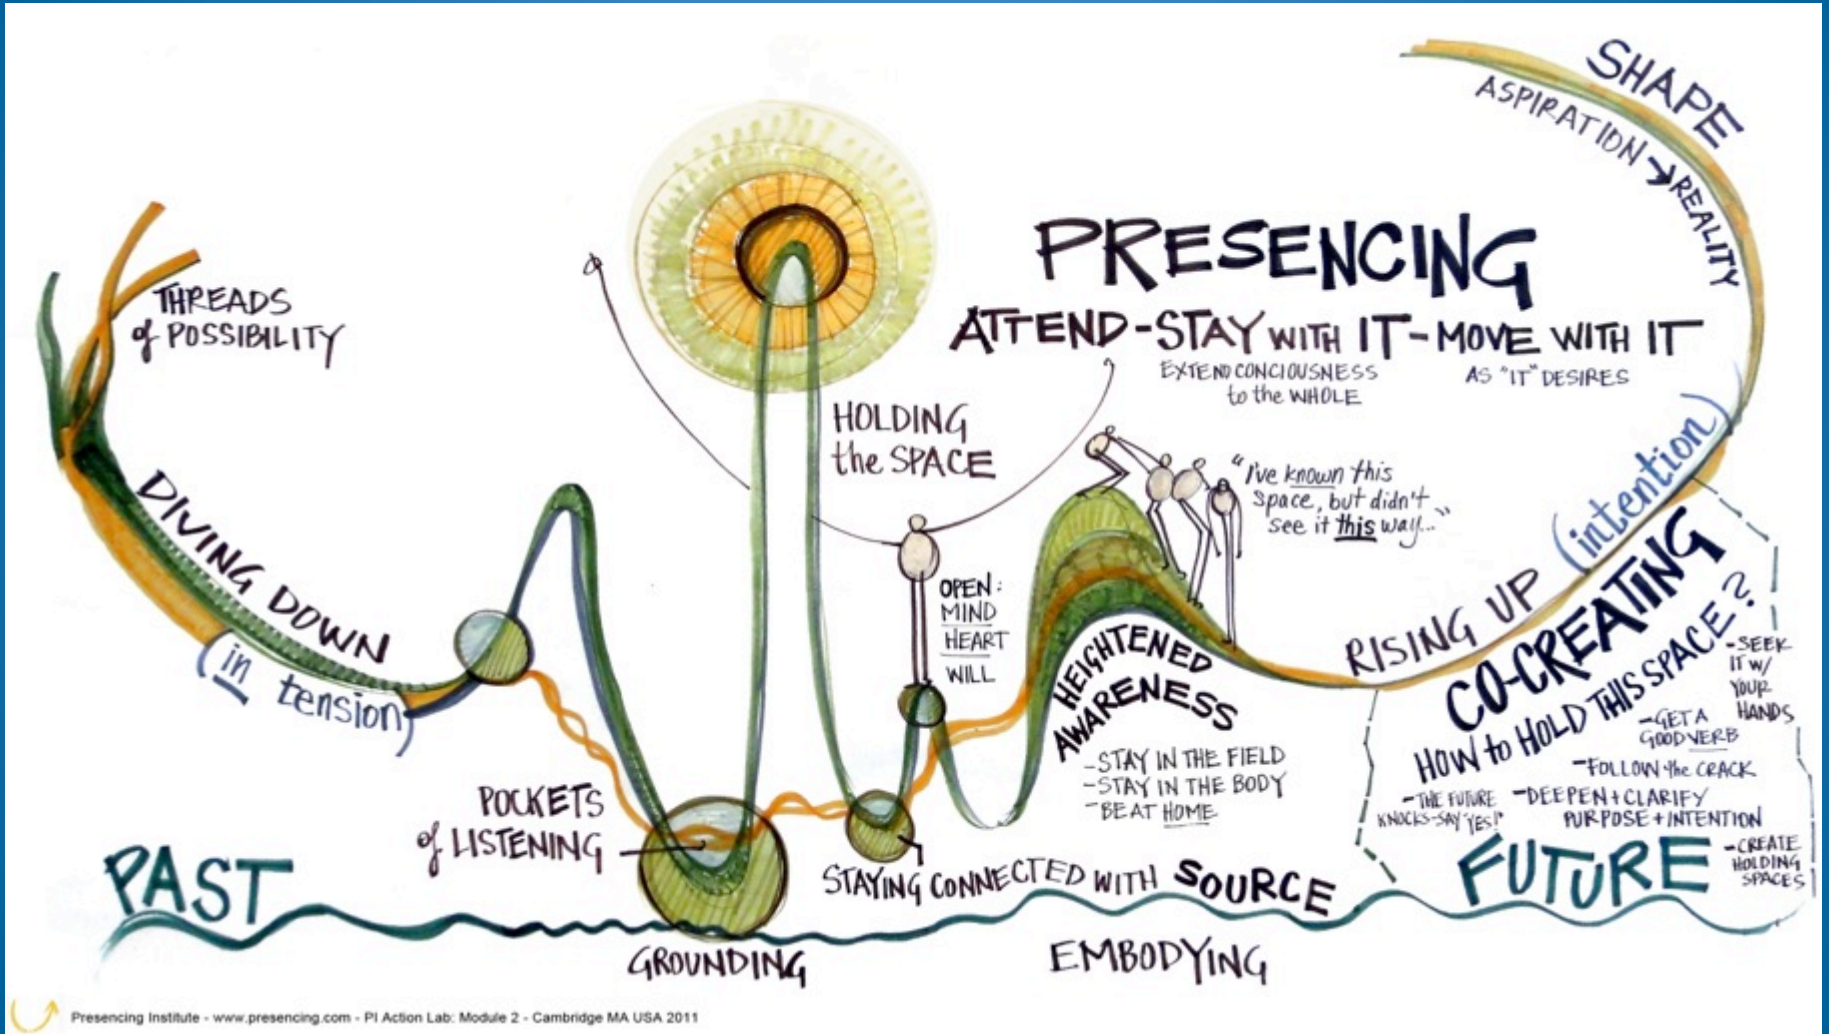 SHAPE
ASPIRATION → REALITY
PRESENCING
ATTEND-STAY WITH IT-MOVE WITH IT
EXTEND CONCIOUSNESS
to the WHOLE
AS "IT" DESIRES
THREADS
of POSSIBILITY
HOLDING
the SPACE
DIVING DOWN
(in tension)
"I've known this
space, but didn't
see it this way..."
OPEN:
MIND
HEART
WILL
HEIGHTENED
AWARENESS
-STAY IN THE FIELD
-STAY IN THE BODY
-BE AT HOME
RISING UP (intention)
CO-CREATING
HOW to HOLD THIS SPACE?
-SEEK
IT W/
YOUR
HANDS
-GET A
GOOD VERB
-FOLLOW the CRACK
-THE FUTURE
KNOCKS-SAY "YES!"
-DEEPEN+CLARIFY
PURPOSE+INTENTION
-CREATE
HOLDING
SPACES
POCKETS
of LISTENING
STAYING CONNECTED WITH SOURCE
PAST
FUTURE
GROUNDING
EMBODYING
Presencing Institute - www.presencing.com - PI Action Lab: Module 2 - Cambridge MA USA 2011